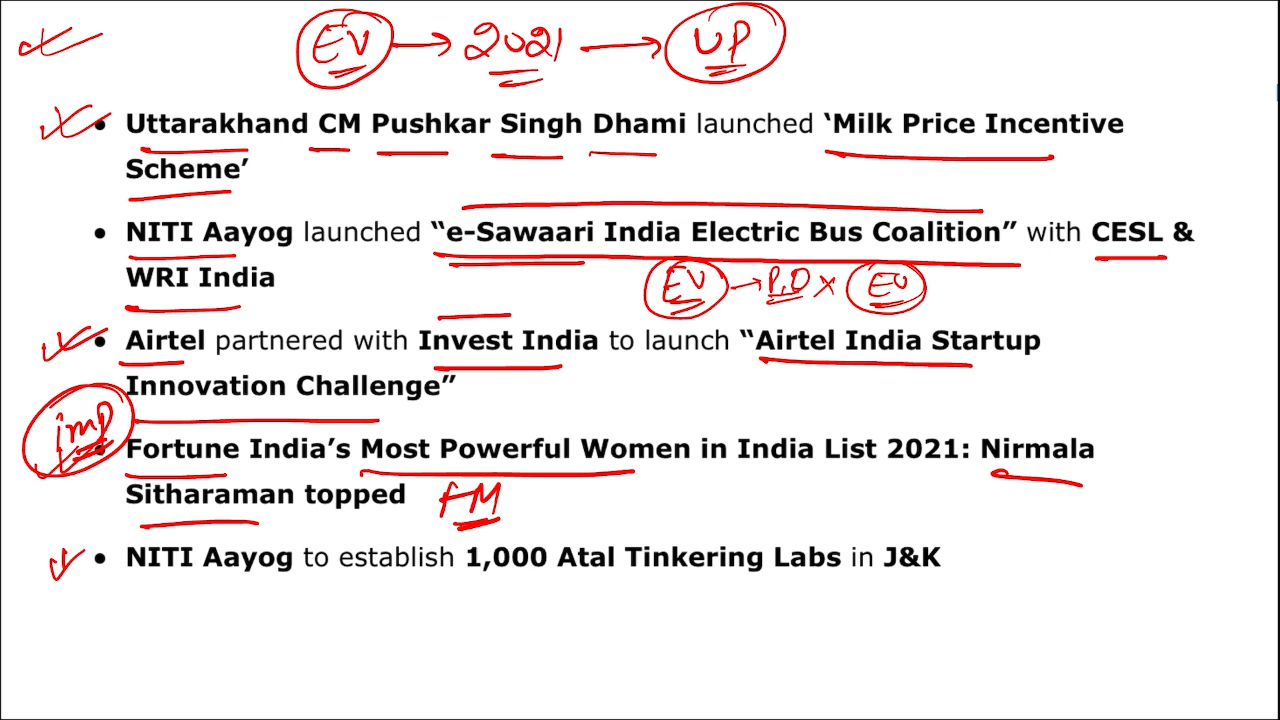 EV → 2021 → UP
• Uttarakhand CM Pushkar Singh Dhami launched ‘Milk Price Incentive
Scheme’
• NITI Aayog launched “e-Sawaari India Electric Bus Coalition” with CESL &
WRI India
EV → P,D × EV
• Airtel partnered with Invest India to launch “Airtel India Startup
Innovation Challenge”
imp
• Fortune India’s Most Powerful Women in India List 2021: Nirmala
Sitharaman topped FM
• NITI Aayog to establish 1,000 Atal Tinkering Labs in J&K